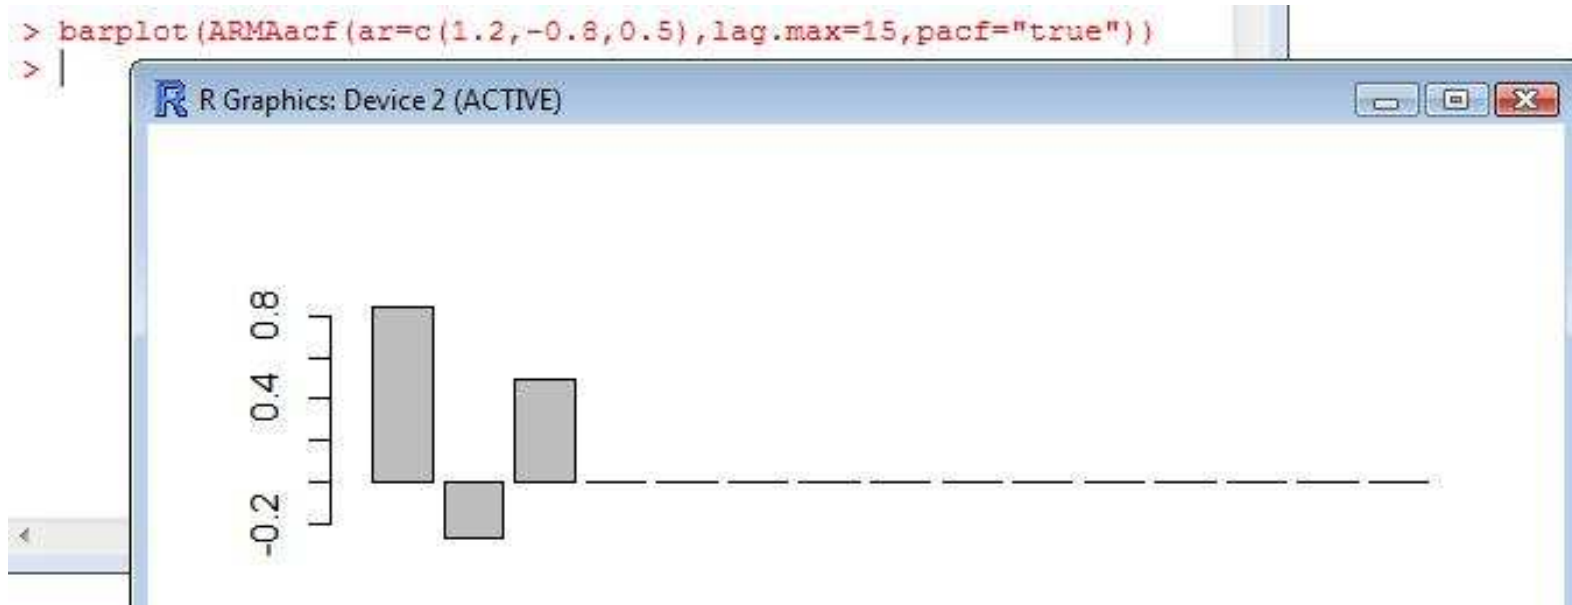 > barplot(ARMAacf(ar=c(1.2,-0.8,0.5),lag.max=15,pacf="true"))
>
R R Graphics: Device 2 (ACTIVE)
0.8
0.4
-0.2